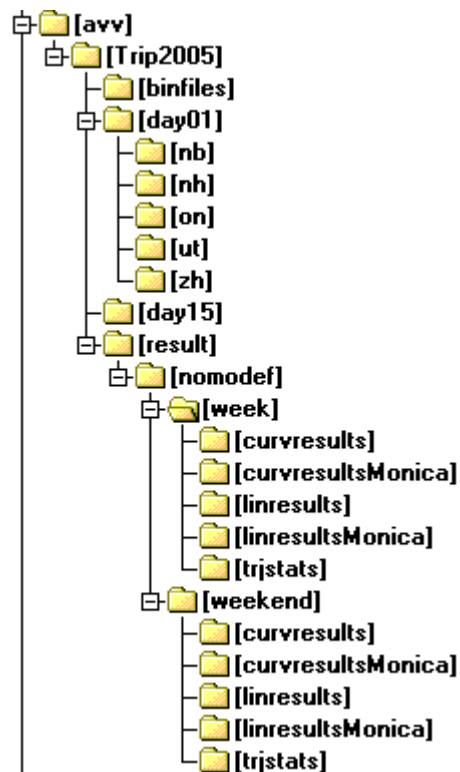 [avv]
[Trip2005]
[binfiles]
[day01]
[nb]
[nh]
[on]
[ut]
[zh]
[day15]
[result]
[nomodef]
[week]
[curvresults]
[curvresultsMonica]
[linresults]
[linresultsMonica]
[trjstats]
[weekend]
[curvresults]
[curvresultsMonica]
[linresults]
[linresultsMonica]
[trjstats]